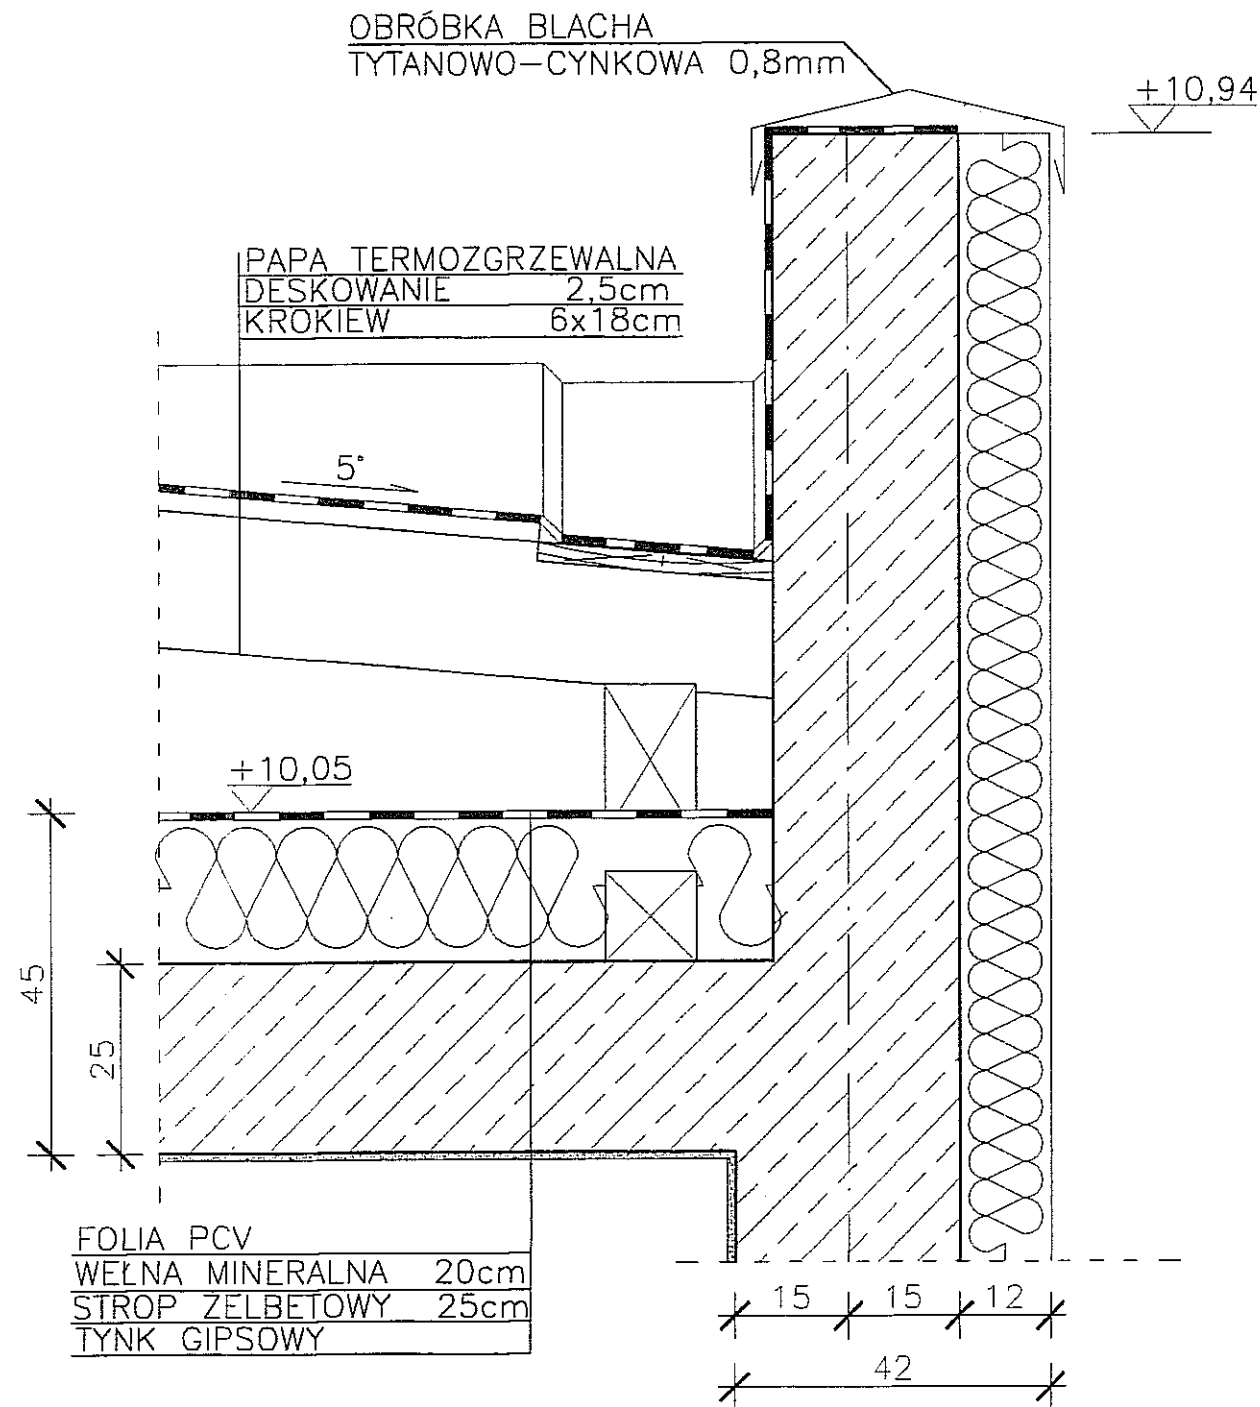 OBRÓBKA BLACHA
TYTANOWO-CYNKOWA 0,8mm
+10,94
PAPA TERMOZGRZEWALNA
DESKOWANIE 2,5cm
KROKIEW 6x18cm
5°
+10,05
45
25
FOLIA PCV
WEŁNA MINERALNA 20cm
STROP ŻELBETOWY 25cm
TYNK GIPSOWY
15 15 12
42